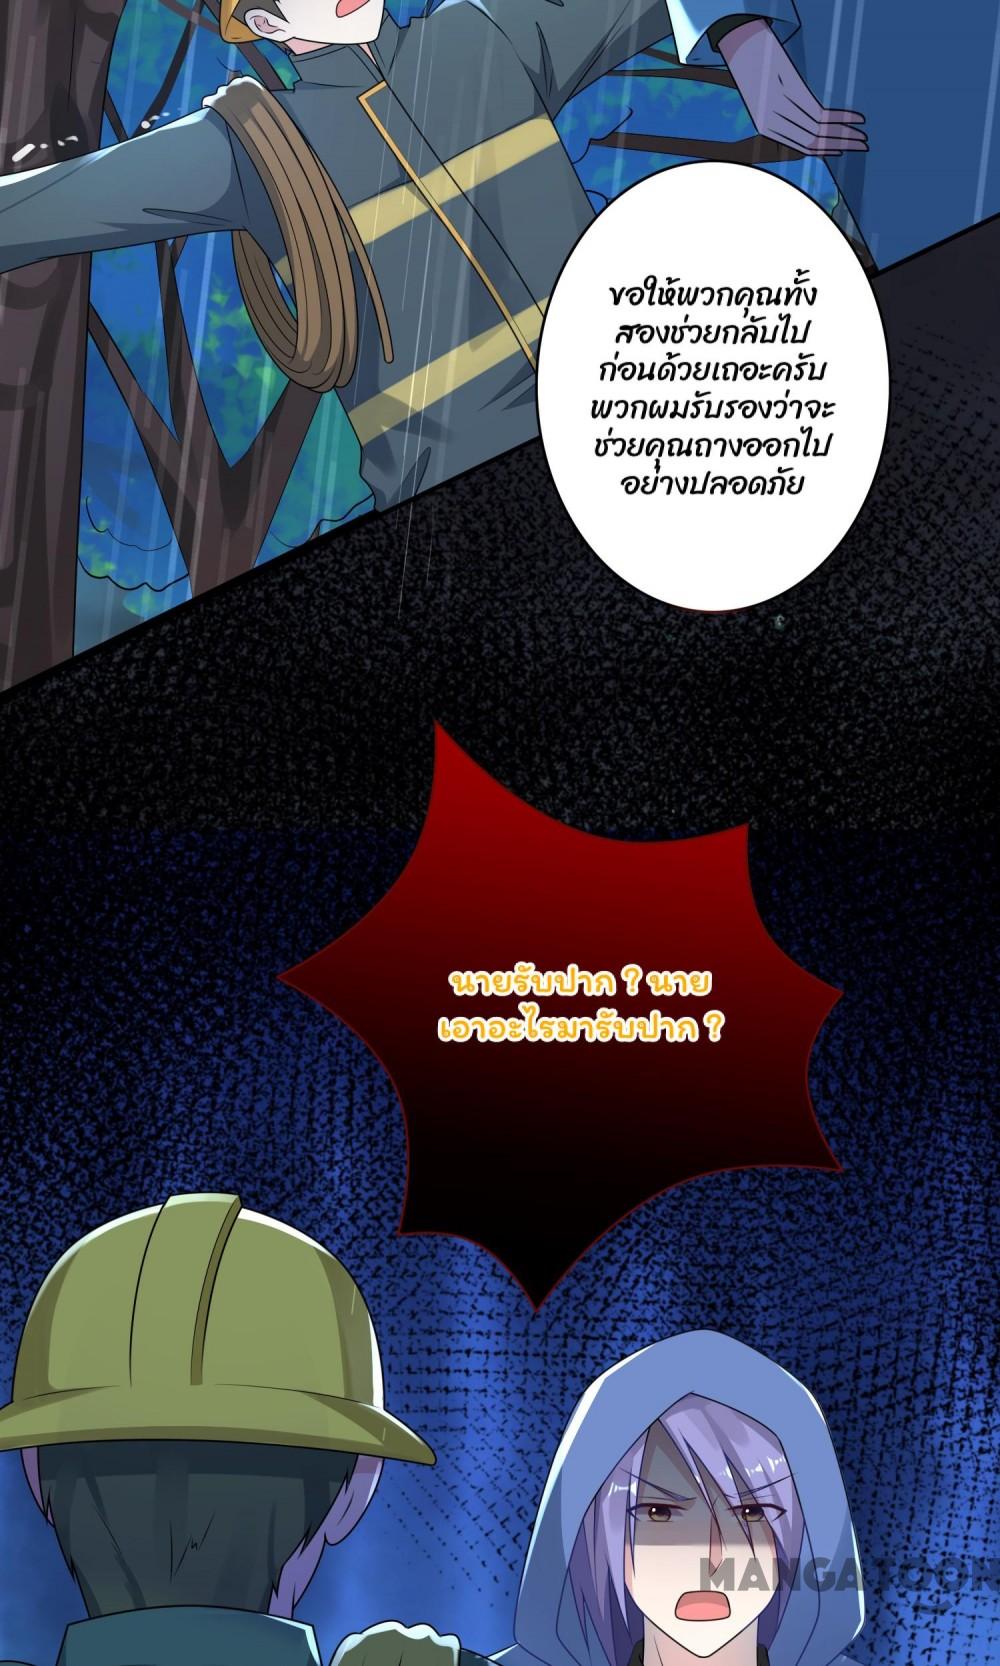 ขอให้พวกคุณทั้ง
สองช่วยกลับไป
ก่อนด้วยเถอะครับ
พวกผมรับรองว่าจะ
ช่วยคุณถางออกไป
อย่างปลอดภัย
นายรับปาก ? นาย
เอาอะไรมารับปาก ?
MANGATOON